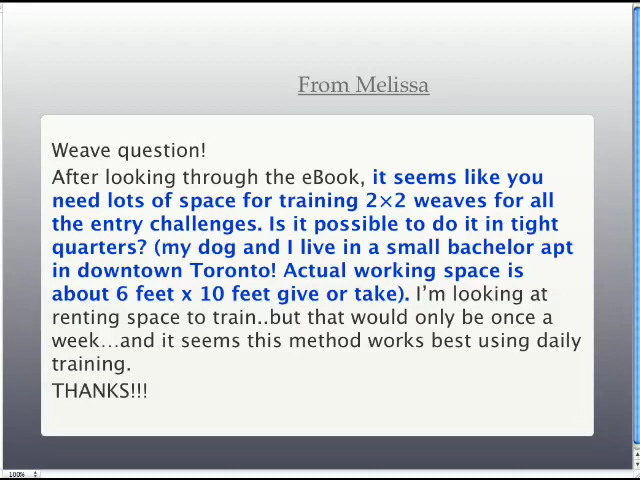 From Melissa
Weave question!
After looking through the eBook, it seems like you
need lots of space for training 2×2 weaves for all
the entry challenges. Is it possible to do it in tight
quarters? (my dog and I live in a small bachelor apt
in downtown Toronto! Actual working space is
about 6 feet x 10 feet give or take). I'm looking at
renting space to train..but that would only be once a
week...and it seems this method works best using daily
training.
THANKS!!!
100%